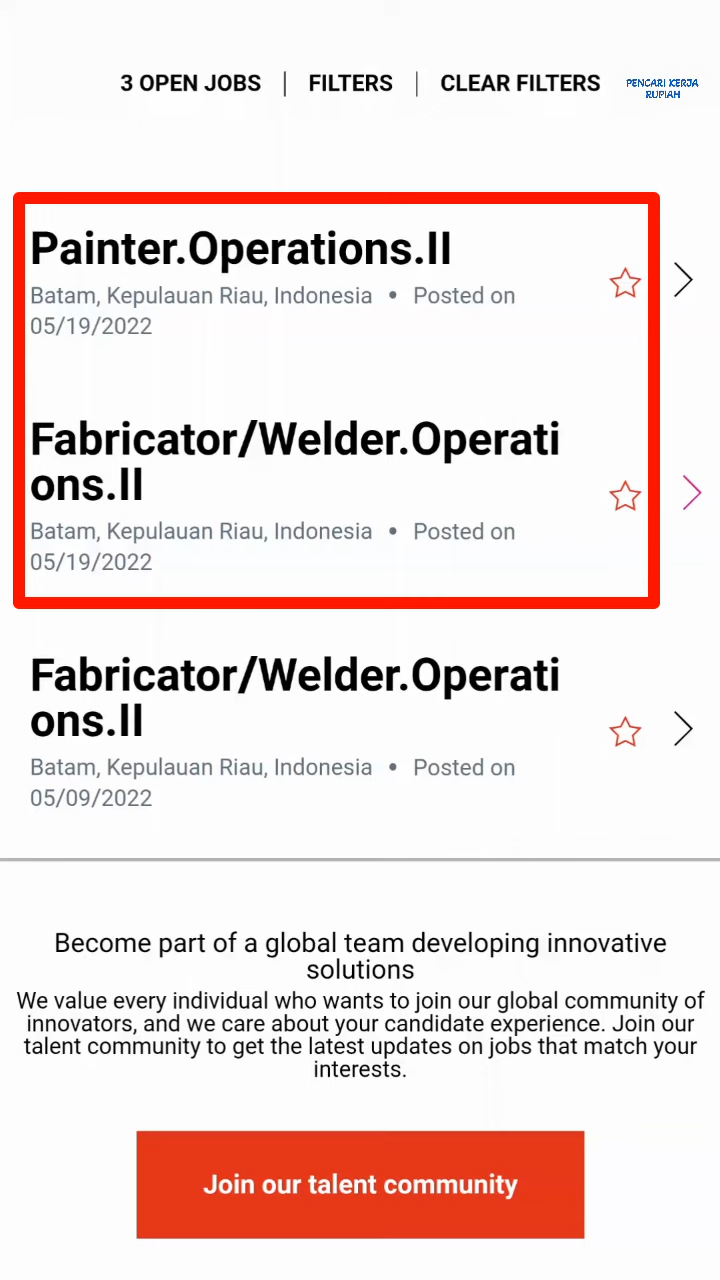 3 OPEN JOBS | FILTERS | CLEAR FILTERS
PENCARI KERJA
RUPIAH
Painter.Operations.II
Batam, Kepulauan Riau, Indonesia • Posted on
05/19/2022
Fabricator/Welder.Operati
ons.II
Batam, Kepulauan Riau, Indonesia • Posted on
05/19/2022
Fabricator/Welder.Operati
ons.II
Batam, Kepulauan Riau, Indonesia • Posted on
05/09/2022
Become part of a global team developing innovative
solutions
We value every individual who wants to join our global community of
innovators, and we care about your candidate experience. Join our
talent community to get the latest updates on jobs that match your
interests.
Join our talent community